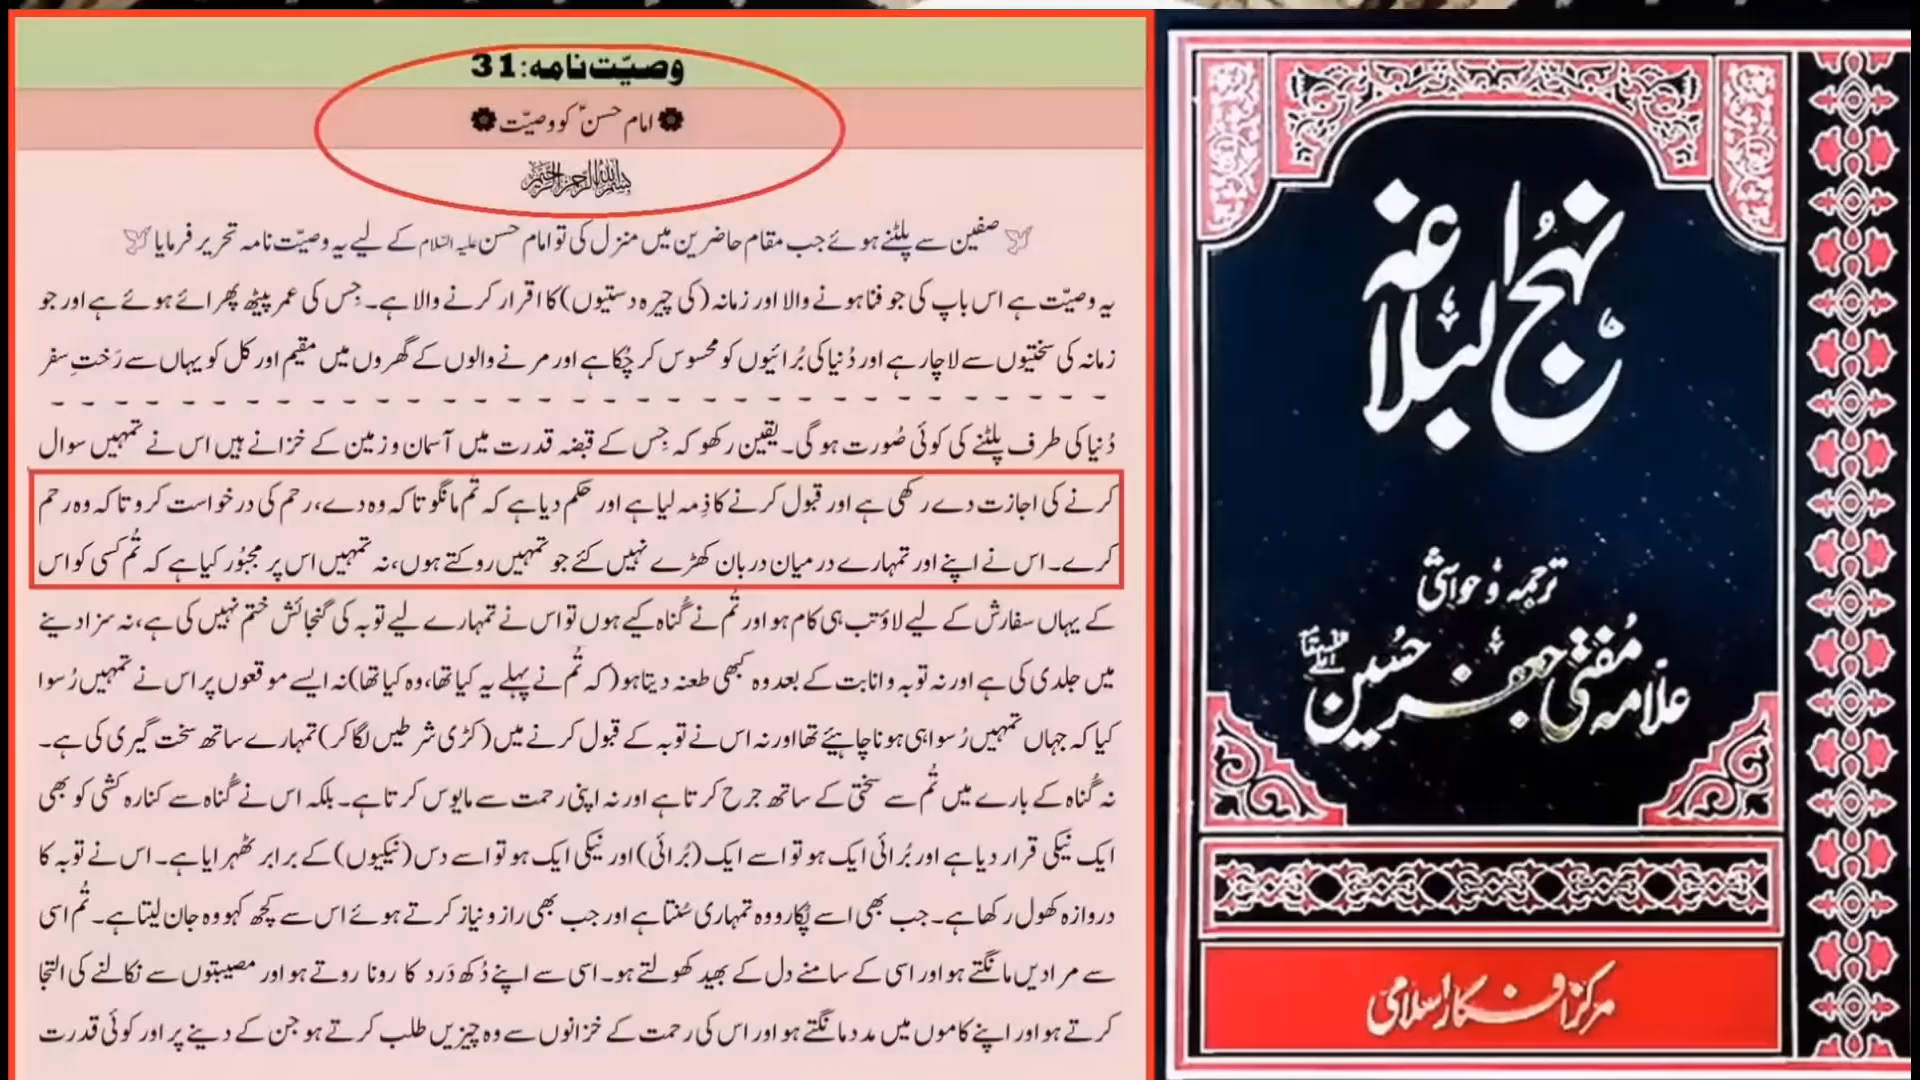 وصیّت نامہ: 31
امام حسنؑ کو وصیّت
بسم اللہ الرحمن الرحیم
صفین سے پلٹتے ہوئے جب مقام حاضرین میں منزل کی تو امام حسن علیہ السّلام کے لیے یہ وصیّت نامہ تحریر فرمایا
یہ وصیّت ہے اس باپ کی جو فنا ہونے والا اور زمانہ (کی چیرہ دستیوں) کا اقرار کرنے والا ہے۔ جِس کی عمر پیٹھ پھرائے ہوئے ہے اور جو
زمانہ کی سختیوں سے لاچار ہے اور دُنیا کی بُرائیوں کو محسوس کر چُکا ہے اور مرنے والوں کے گھروں میں مقیم اور کل کو یہاں سے رَختِ سفر
دُنیا کی طرف پلٹنے کی کوئی صُورت ہو گی۔ یقین رکھو کہ جِس کے قبضہ قدرت میں آسمان و زمین کے خزانے ہیں اس نے تمہیں سوال
کرنے کی اجازت دے رکھی ہے اور قبول کرنے کا ذِمہ لیا ہے اور حکم دیا ہے کہ تم مانگو تا کہ وہ دے، رحم کی درخواست کرو تا کہ وہ رحم
کرے۔ اس نے اپنے اور تمہارے درمیان دربان کھڑے نہیں کئے جو تمہیں روکتے ہوں، نہ تمہیں اس پر مجبُور کیا ہے کہ تُم کسی کو اس
کے یہاں سفارش کے لیے لاؤ تب ہی کام ہو اور تم نے گُناہ کیے ہوں تو اس نے تمہارے لیے توبہ کی گنجائش ختم نہیں کی ہے، نہ سزا دینے
میں جلدی کی ہے اور نہ توبہ و انابت کے بعد وہ کبھی طعنہ دیتا ہو (کہ تُم نے پہلے یہ کیا تھا، وہ کیا تھا) نہ ایسے موقعوں پر اس نے تمہیں رُسوا
کیا کہ جہاں تمہیں رُسوا ہی ہونا چاہیئے تھا اور نہ اس نے توبہ کے قبول کرنے میں (کڑی شرطیں لگا کر) تمہارے ساتھ سخت گیری کی ہے۔
نہ گُناہ کے بارے میں تُم سے سختی کے ساتھ جرح کرتا ہے اور نہ اپنی رحمت سے مایوس کرتا ہے۔ بلکہ اس نے گُناہ سے کنارہ کشی کو بھی
ایک نیکی قرار دیا ہے اور بُرائی ایک ہو تو اسے ایک (بُرائی) اور نیکی ایک ہو تو اسے دس (نیکیوں) کے برابر ٹھہرایا ہے۔ اس نے توبہ کا
دروازہ کھول رکھا ہے۔ جب بھی اسے پُکارو وہ تمہاری سُنتا ہے اور جب بھی راز و نیاز کرتے ہوئے اس سے کچھ کہو وہ جان لیتا ہے۔ تُم اسی
سے مرادیں مانگتے ہو اور اسی کے سامنے دل کے بھید کھولتے ہو۔ اسی سے اپنے دُکھ دَرد کا رونا روتے ہو اور مصیبتوں سے نکالنے کی التجا
کرتے ہو اور اپنے کاموں میں مدد مانگتے ہو اور اس کی رحمت کے خزانوں سے وہ چیزیں طلب کرتے ہو جن کے دینے پر اور کوئی قدرت
نہج البلاغہ
ترجمہ و حواشی
علّامہ مُفتی جعفر حُسین
مرکز افکار اسلامی